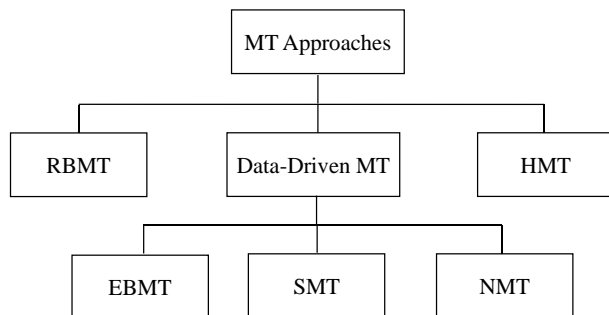 MT Approaches
RBMT
Data-Driven MT
HMT
EBMT
SMT
NMT